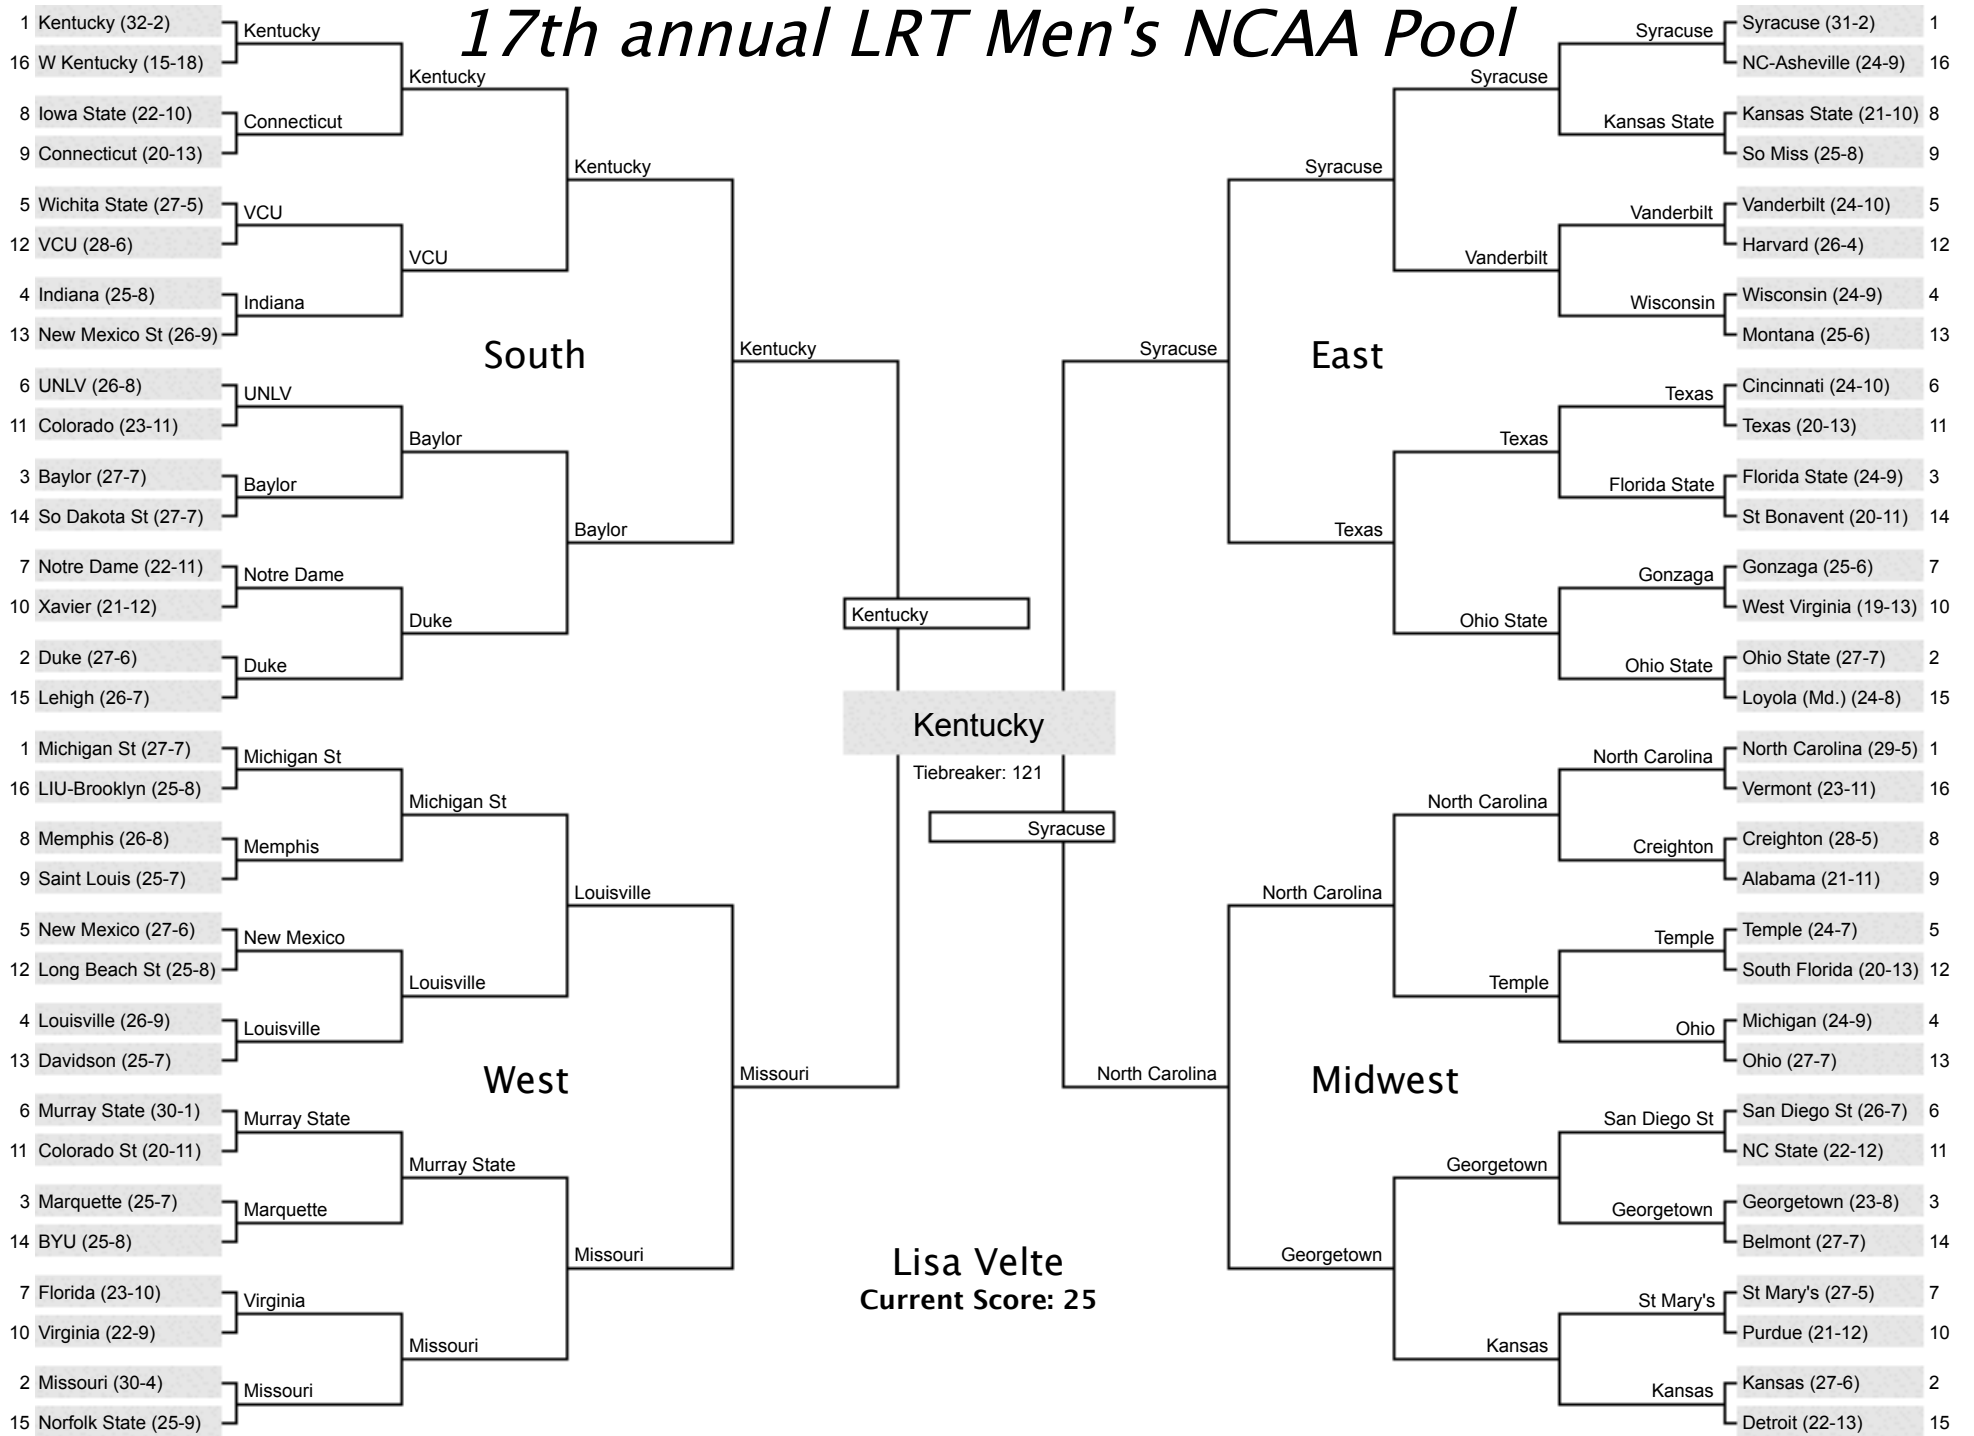 17th annual LRT Men's NCAA Pool
1 Kentucky (32-2)
16 W Kentucky (15-18)
8 Iowa State (22-10)
9 Connecticut (20-13)
5 Wichita State (27-5)
12 VCU (28-6)
4 Indiana (25-8)
13 New Mexico St (26-9)
6 UNLV (26-8)
11 Colorado (23-11)
3 Baylor (27-7)
14 So Dakota St (27-7)
7 Notre Dame (22-11)
10 Xavier (21-12)
2 Duke (27-6)
15 Lehigh (26-7)
Kentucky
Connecticut
VCU
Indiana
UNLV
Baylor
Notre Dame
Duke
Kentucky
VCU
Baylor
Duke
Kentucky
Baylor
Kentucky
South
1 Michigan St (27-7)
16 LIU-Brooklyn (25-8)
8 Memphis (26-8)
9 Saint Louis (25-7)
5 New Mexico (27-6)
12 Long Beach St (25-8)
4 Louisville (26-9)
13 Davidson (25-7)
6 Murray State (30-1)
11 Colorado St (20-11)
3 Marquette (25-7)
14 BYU (25-8)
7 Florida (23-10)
10 Virginia (22-9)
2 Missouri (30-4)
15 Norfolk State (25-9)
Michigan St
Memphis
New Mexico
Louisville
Murray State
Marquette
Virginia
Missouri
Michigan St
Louisville
Murray State
Missouri
Louisville
Missouri
Missouri
West
Kentucky
Kentucky
Tiebreaker: 121
Syracuse
Lisa Velte
Current Score: 25
Syracuse (31-2) 1
NC-Asheville (24-9) 16
Kansas State (21-10) 8
So Miss (25-8) 9
Vanderbilt (24-10) 5
Harvard (26-4) 12
Wisconsin (24-9) 4
Montana (25-6) 13
Cincinnati (24-10) 6
Texas (20-13) 11
Florida State (24-9) 3
St Bonavent (20-11) 14
Gonzaga (25-6) 7
West Virginia (19-13) 10
Ohio State (27-7) 2
Loyola (Md.) (24-8) 15
Syracuse
Kansas State
Vanderbilt
Wisconsin
Texas
Florida State
Gonzaga
Ohio State
Syracuse
Vanderbilt
Texas
Ohio State
Syracuse
Texas
Syracuse
East
North Carolina (29-5) 1
Vermont (23-11) 16
Creighton (28-5) 8
Alabama (21-11) 9
Temple (24-7) 5
South Florida (20-13) 12
Michigan (24-9) 4
Ohio (27-7) 13
San Diego St (26-7) 6
NC State (22-12) 11
Georgetown (23-8) 3
Belmont (27-7) 14
St Mary's (27-5) 7
Purdue (21-12) 10
Kansas (27-6) 2
Detroit (22-13) 15
North Carolina
Creighton
Temple
Ohio
San Diego St
Georgetown
St Mary's
Kansas
North Carolina
Temple
Georgetown
Kansas
North Carolina
Georgetown
North Carolina
Midwest